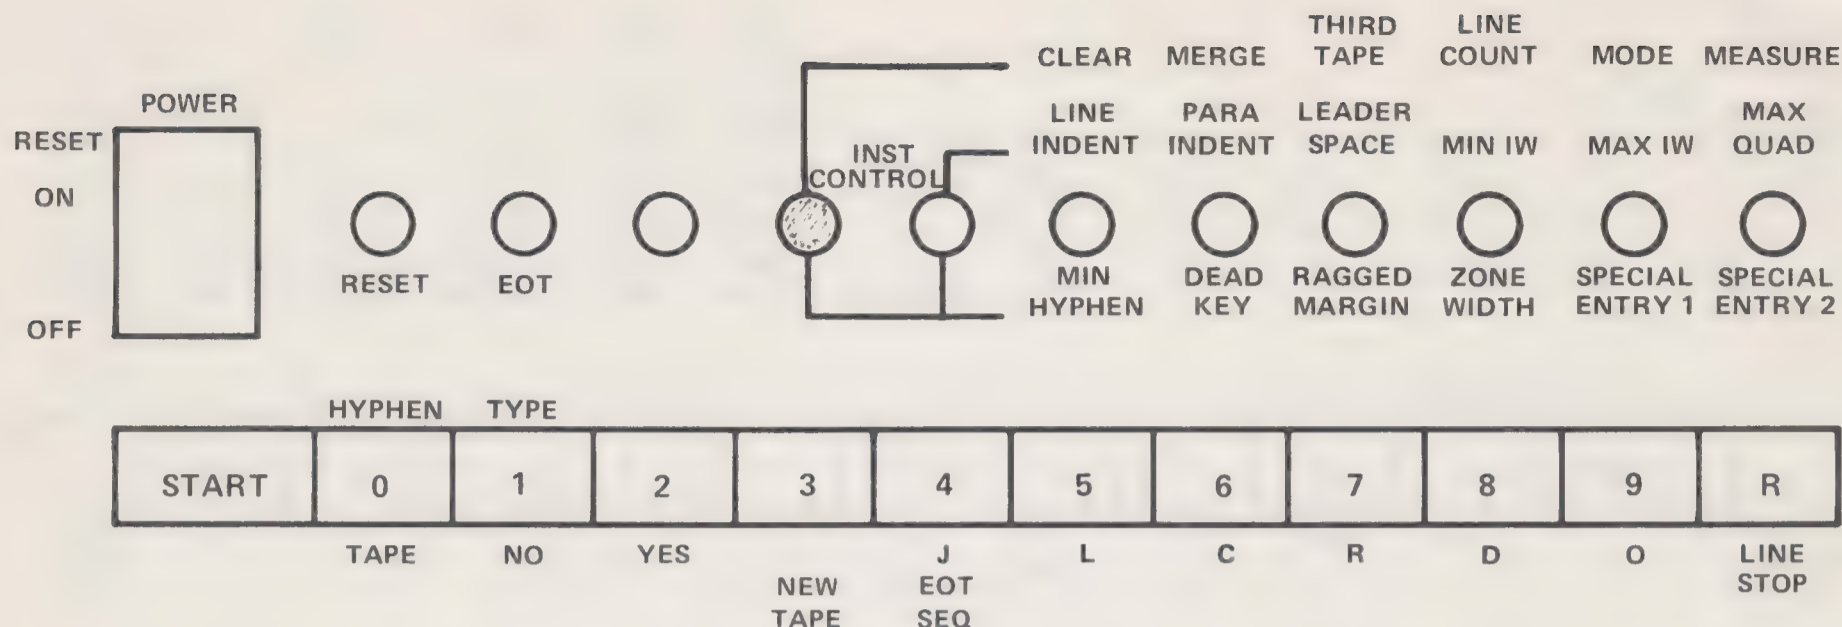 THIRD LINE
CLEAR MERGE TAPE COUNT MODE MEASURE
POWER LINE PARA LEADER MAX
RESET INST INDENT INDENT SPACE MIN IW MAX IW QUAD
CONTROL
ON
RESET EOT MIN DEAD RAGGED ZONE SPECIAL SPECIAL
HYPHEN KEY MARGIN WIDTH ENTRY 1 ENTRY 2
OFF
HYPHEN TYPE
START 0 1 2 3 4 5 6 7 8 9 R
TAPE NO YES J L C R D O LINE
NEW EOT STOP
TAPE SEQ